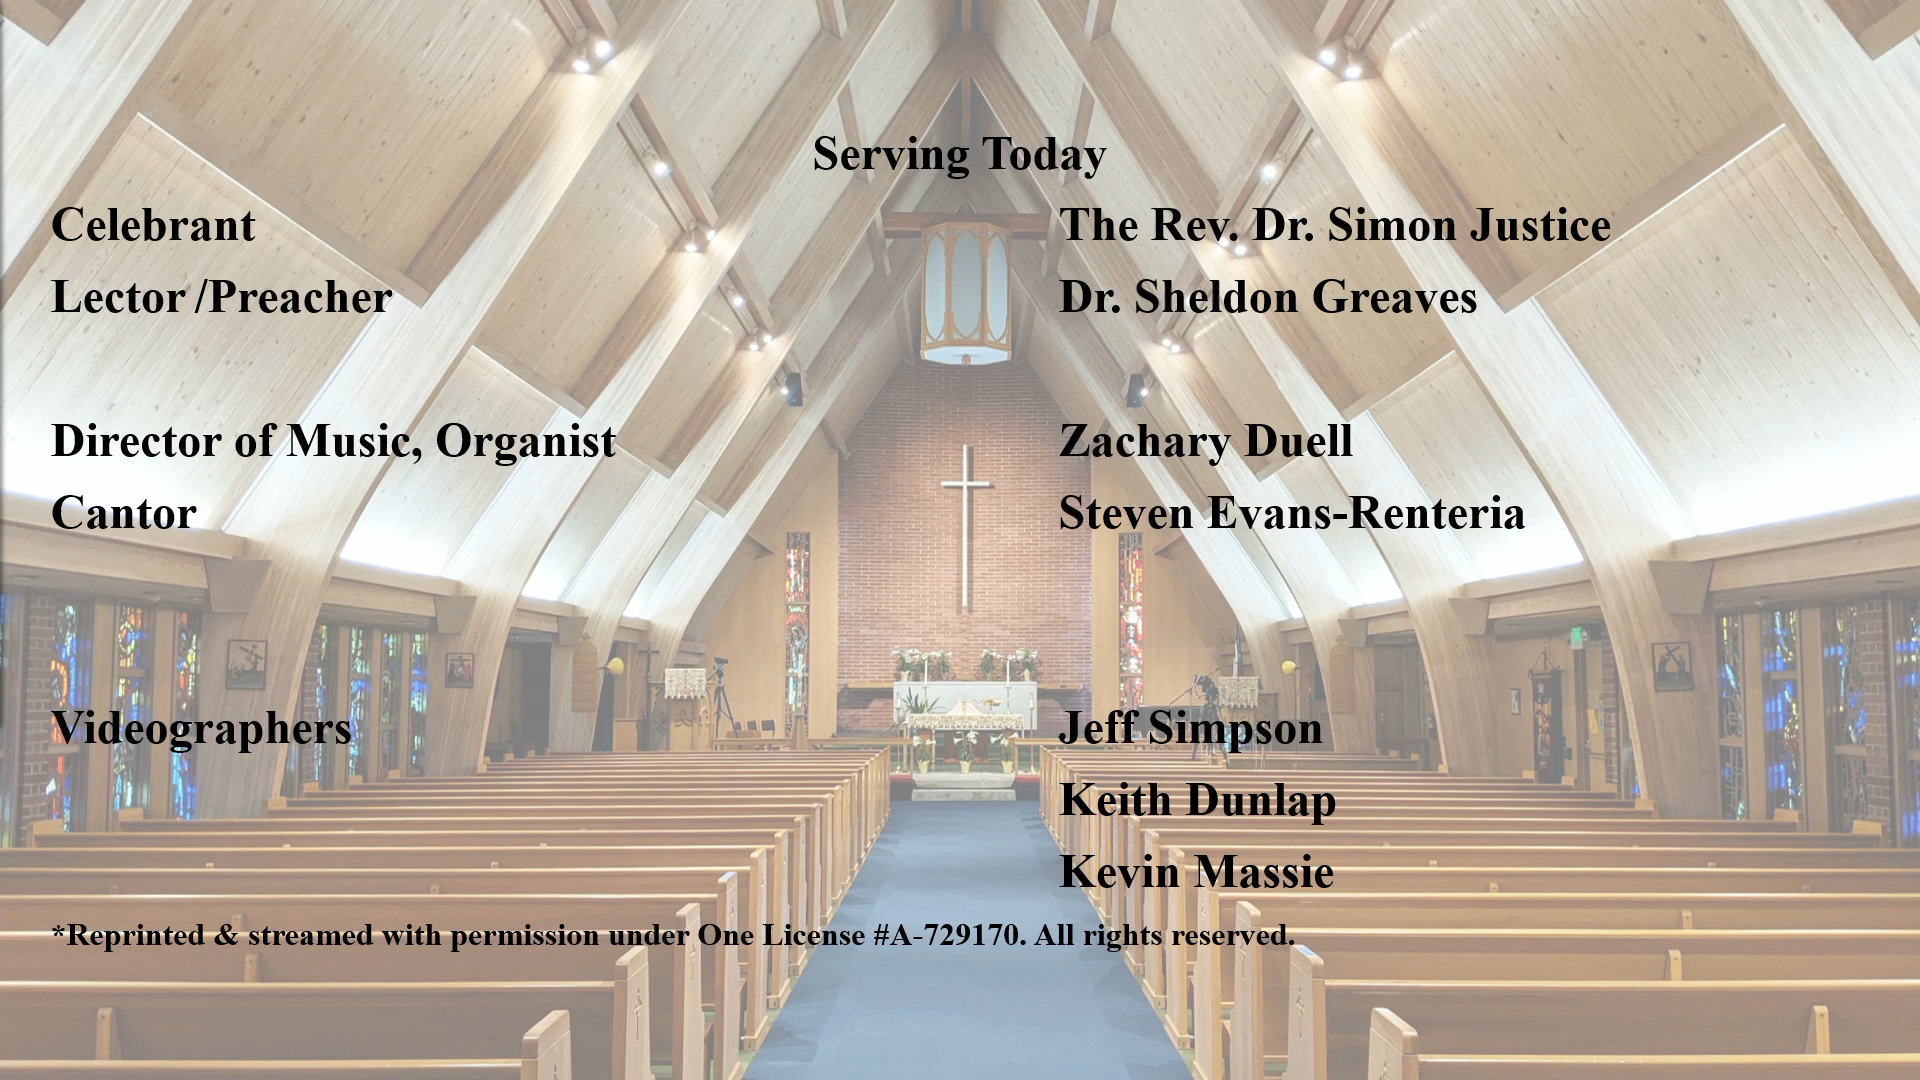 Serving Today
Celebrant The Rev. Dr. Simon Justice
Lector /Preacher Dr. Sheldon Greaves
Director of Music, Organist Zachary Duell
Cantor Steven Evans-Renteria
Videographers Jeff Simpson
Keith Dunlap
Kevin Massie
*Reprinted & streamed with permission under One License #A-729170. All rights reserved.